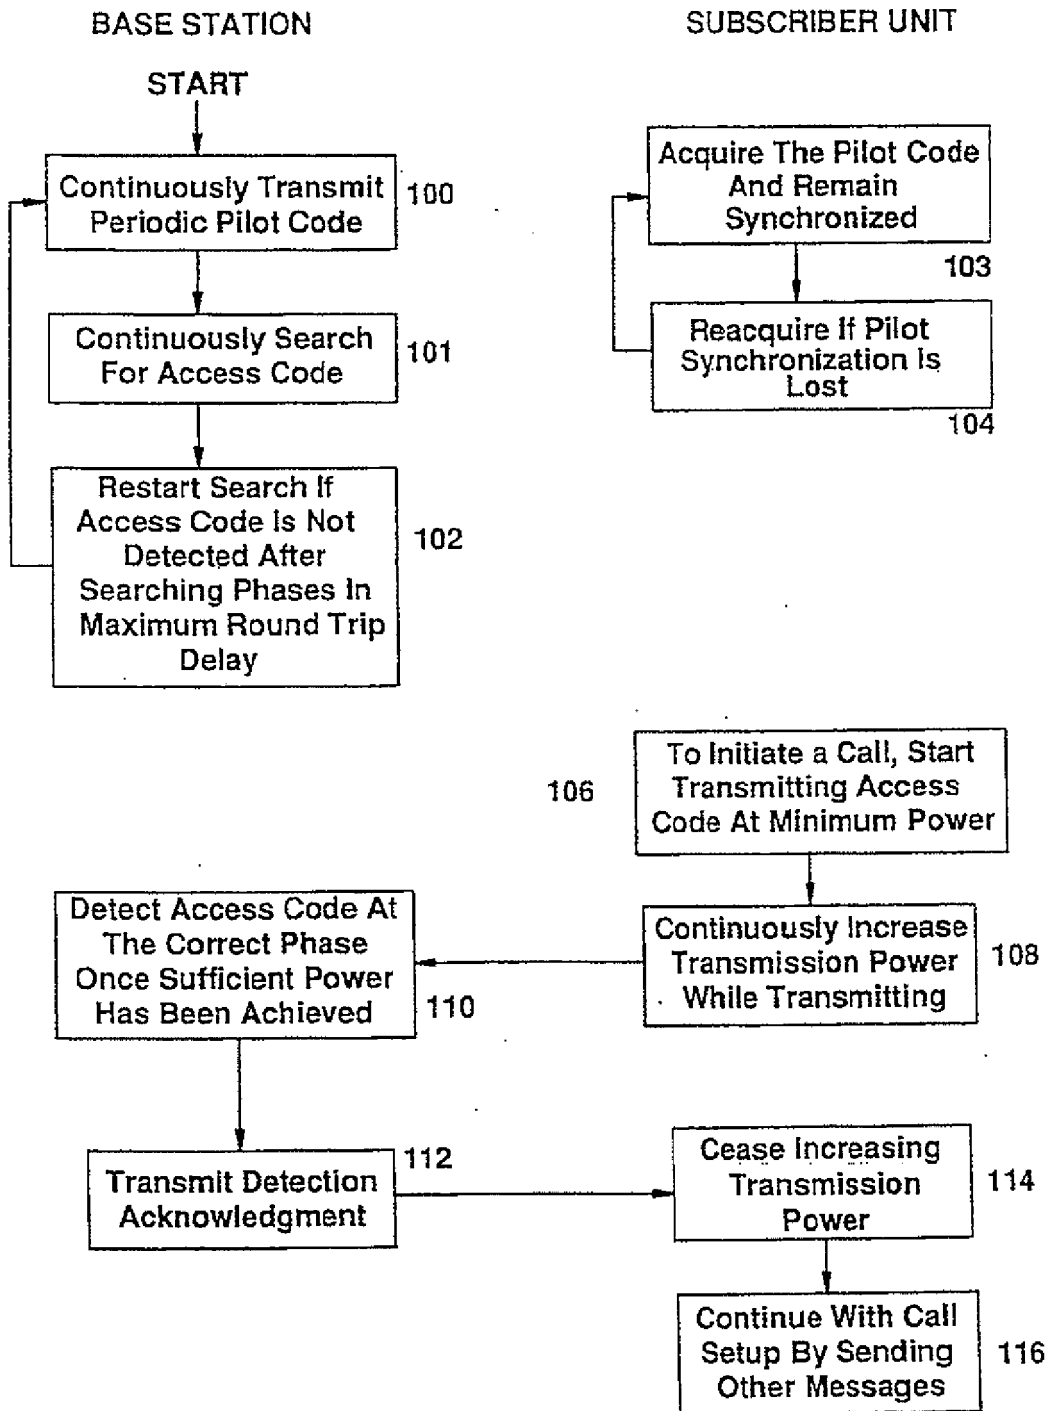 BASE STATION
SUBSCRIBER UNIT
START
Continuously Transmit
Periodic Pilot Code
100
Continuously Search
For Access Code
101
Restart Search If
Access Code Is Not
Detected After
Searching Phases In
Maximum Round Trip
Delay
102
Acquire The Pilot Code
And Remain
Synchronized
103
Reacquire If Pilot
Synchronization Is
Lost
104
106
To Initiate a Call, Start
Transmitting Access
Code At Minimum Power
Continuously Increase
Transmission Power
While Transmitting
108
Detect Access Code At
The Correct Phase
Once Sufficient Power
Has Been Achieved
110
Transmit Detection
Acknowledgment
112
Cease Increasing
Transmission
Power
114
Continue With Call
Setup By Sending
Other Messages
116